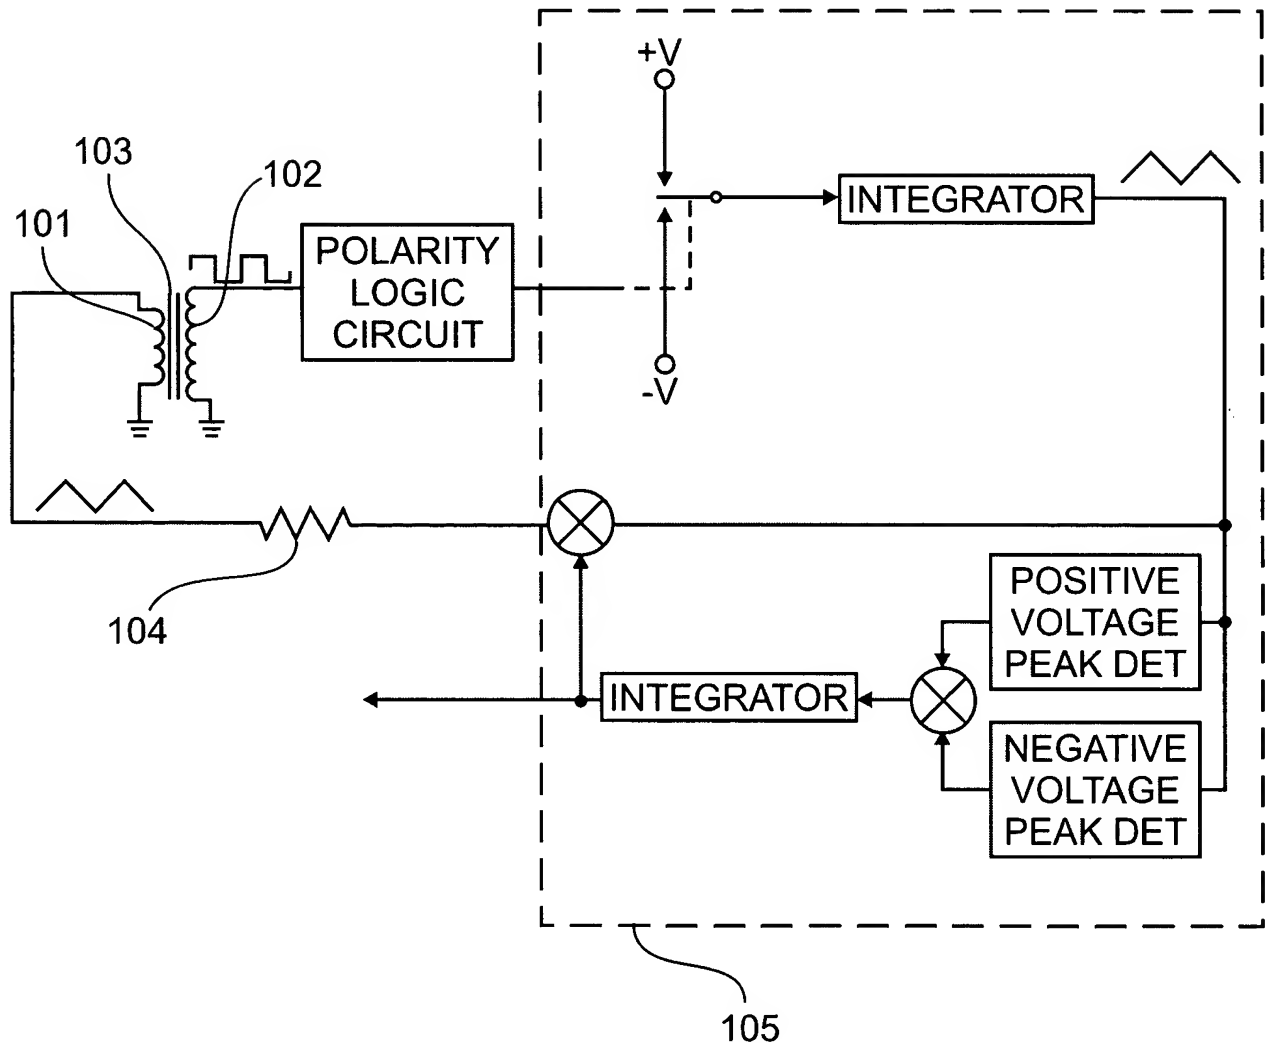 +V
103
102
101
POLARITY
LOGIC
CIRCUIT
INTEGRATOR
-V
104
POSITIVE
VOLTAGE
PEAK DET
INTEGRATOR
NEGATIVE
VOLTAGE
PEAK DET
105